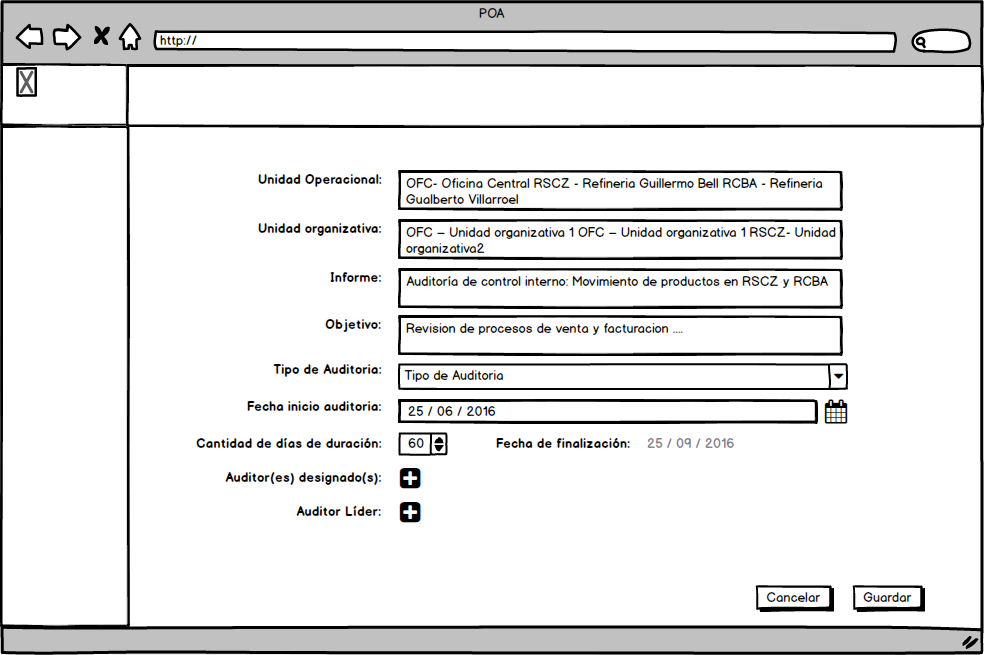 POA
http://
Unidad Operacional:
OFC- Oficina Central RSCZ - Refineria Guillermo Bell RCBA - Refineria
Gualberto Villarroel
Unidad organizativa:
OFC – Unidad organizativa 1 OFC – Unidad organizativa 1 RSCZ- Unidad
organizativa2
Informe:
Auditoría de control interno: Movimiento de productos en RSCZ y RCBA
Objetivo:
Revision de procesos de venta y facturacion ....
Tipo de Auditoria:
Tipo de Auditoria
Fecha inicio auditoria:
25 / 06 / 2016
Cantidad de días de duración:
60
Fecha de finalización:
25 / 09 / 2016
Auditor(es) designado(s):
Auditor Líder:
Cancelar
Guardar